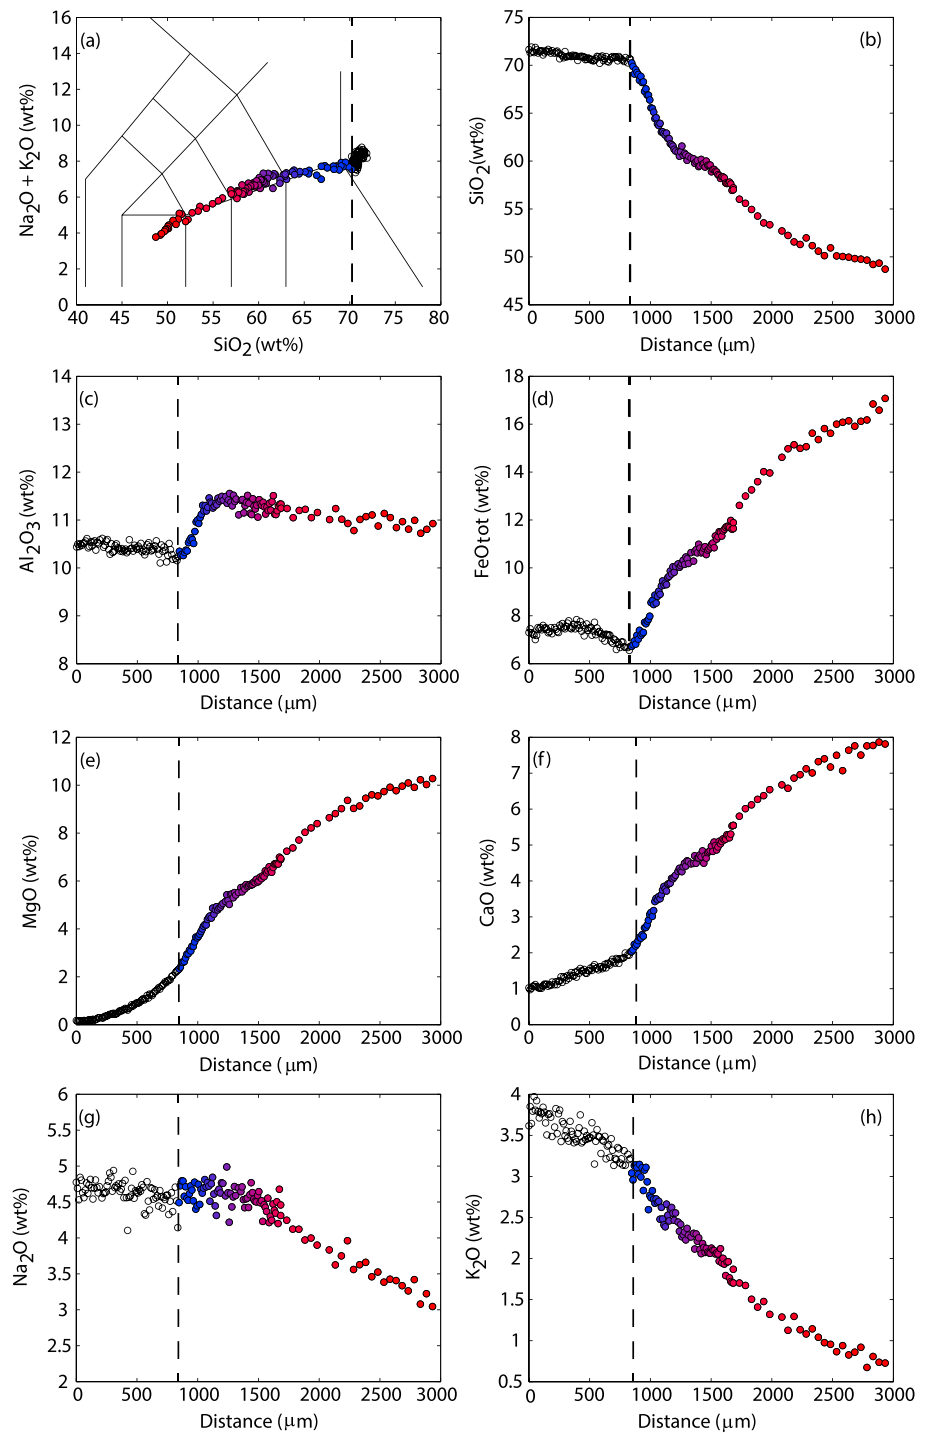 (a)
16
14
12
10
8
6
4
2
0
Na2O + K2O (wt%)
40 45 50 55 60 65 70 75 80
SiO2 (wt%)
(b)
75
70
65
60
55
50
45
SiO2(wt%)
0 500 1000 1500 2000 2500 3000
Distance (μm)
(c)
14
13
12
11
10
9
8
Al2O3 (wt%)
0 500 1000 1500 2000 2500 3000
Distance (μm)
(d)
18
16
14
12
10
8
6
FeOtot (wt%)
0 500 1000 1500 2000 2500 3000
Distance (μm)
(e)
12
10
8
6
4
2
0
MgO (wt%)
0 500 1000 1500 2000 2500 3000
Distance (μm)
(f)
8
7
6
5
4
3
2
1
0
CaO (wt%)
0 500 1000 1500 2000 2500 3000
Distance (μm)
(g)
6
5.5
5
4.5
4
3.5
3
2.5
2
Na2O (wt%)
0 500 1000 1500 2000 2500 3000
Distance (μm)
(h)
4
3.5
3
2.5
2
1.5
1
0.5
K2O (wt%)
0 500 1000 1500 2000 2500 3000
Distance (μm)